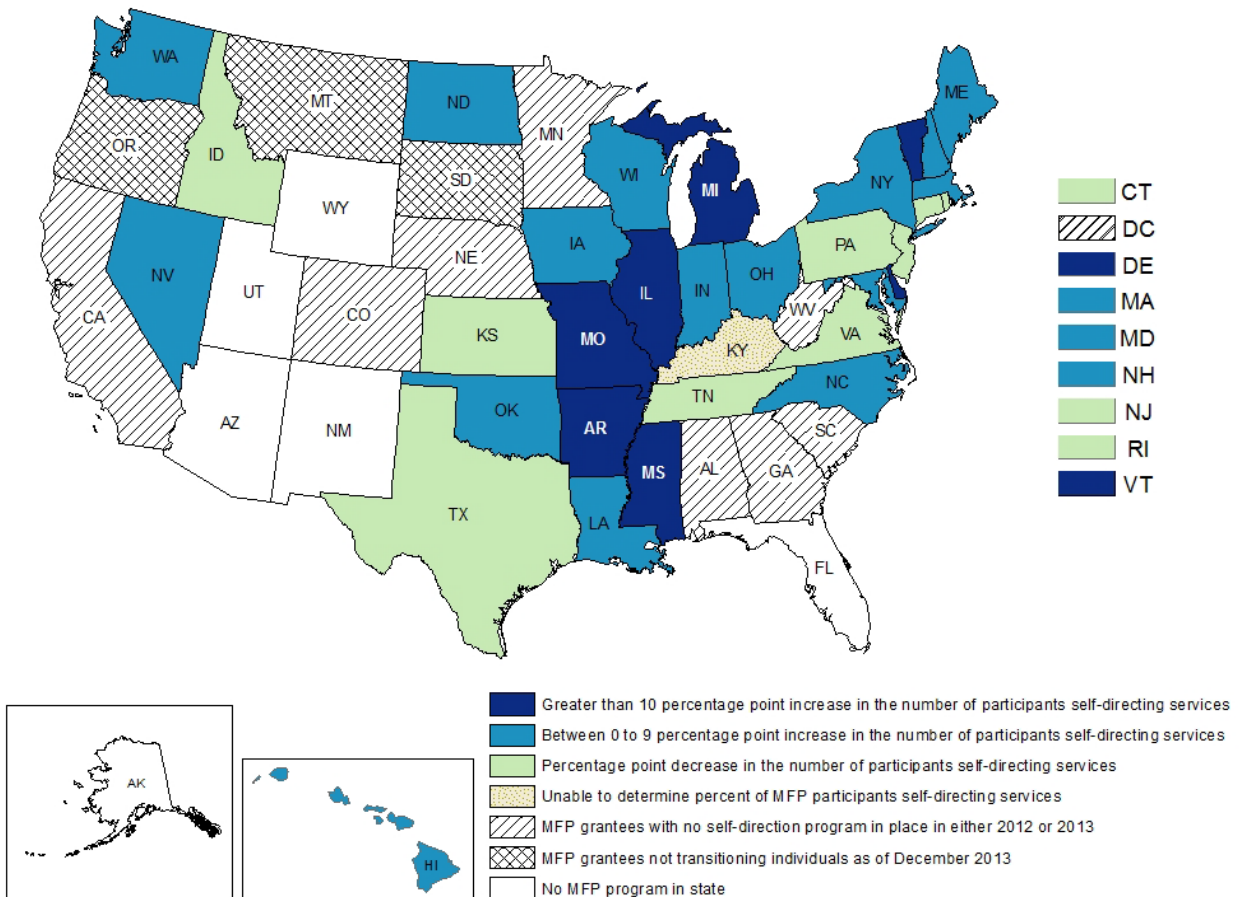 WA
MT
ND
MN
ME
OR
ID
SD
WI
MI
NY
WY
IA
PA
NE
NV
UT
IL
IN
OH
CO
WV
CA
KS
MO
KY
VA
NC
TN
OK
AZ
NM
AR
SC
MS
AL
GA
TX
LA
FL
CT
DC
DE
MA
MD
NH
NJ
RI
VT
AK
HI
Greater than 10 percentage point increase in the number of participants self-directing services
Between 0 to 9 percentage point increase in the number of participants self-directing services
Percentage point decrease in the number of participants self-directing services
Unable to determine percent of MFP participants self-directing services
MFP grantees with no self-direction program in place in either 2012 or 2013
MFP grantees not transitioning individuals as of December 2013
No MFP program in state